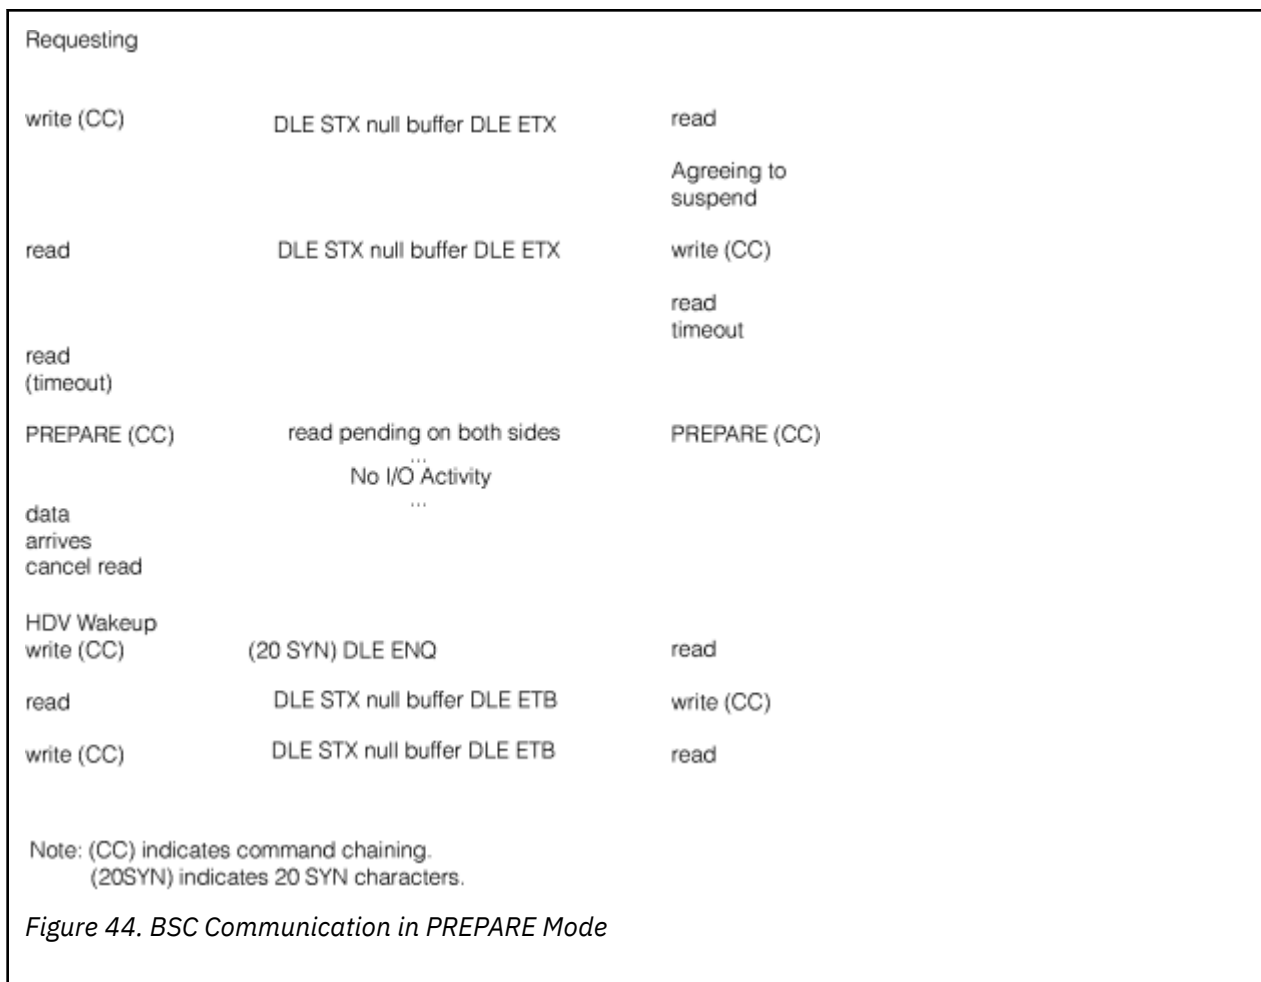 Requesting
write (CC) DLE STX null buffer DLE ETX read
Agreeing to
suspend
read DLE STX null buffer DLE ETX write (CC)
read
timeout
read
(timeout)
PREPARE (CC) read pending on both sides PREPARE (CC)
...
No I/O Activity
...
data
arrives
cancel read
HDV Wakeup
write (CC) (20 SYN) DLE ENQ read
read DLE STX null buffer DLE ETB write (CC)
write (CC) DLE STX null buffer DLE ETB read
Note: (CC) indicates command chaining.
(20SYN) indicates 20 SYN characters.
Figure 44. BSC Communication in PREPARE Mode